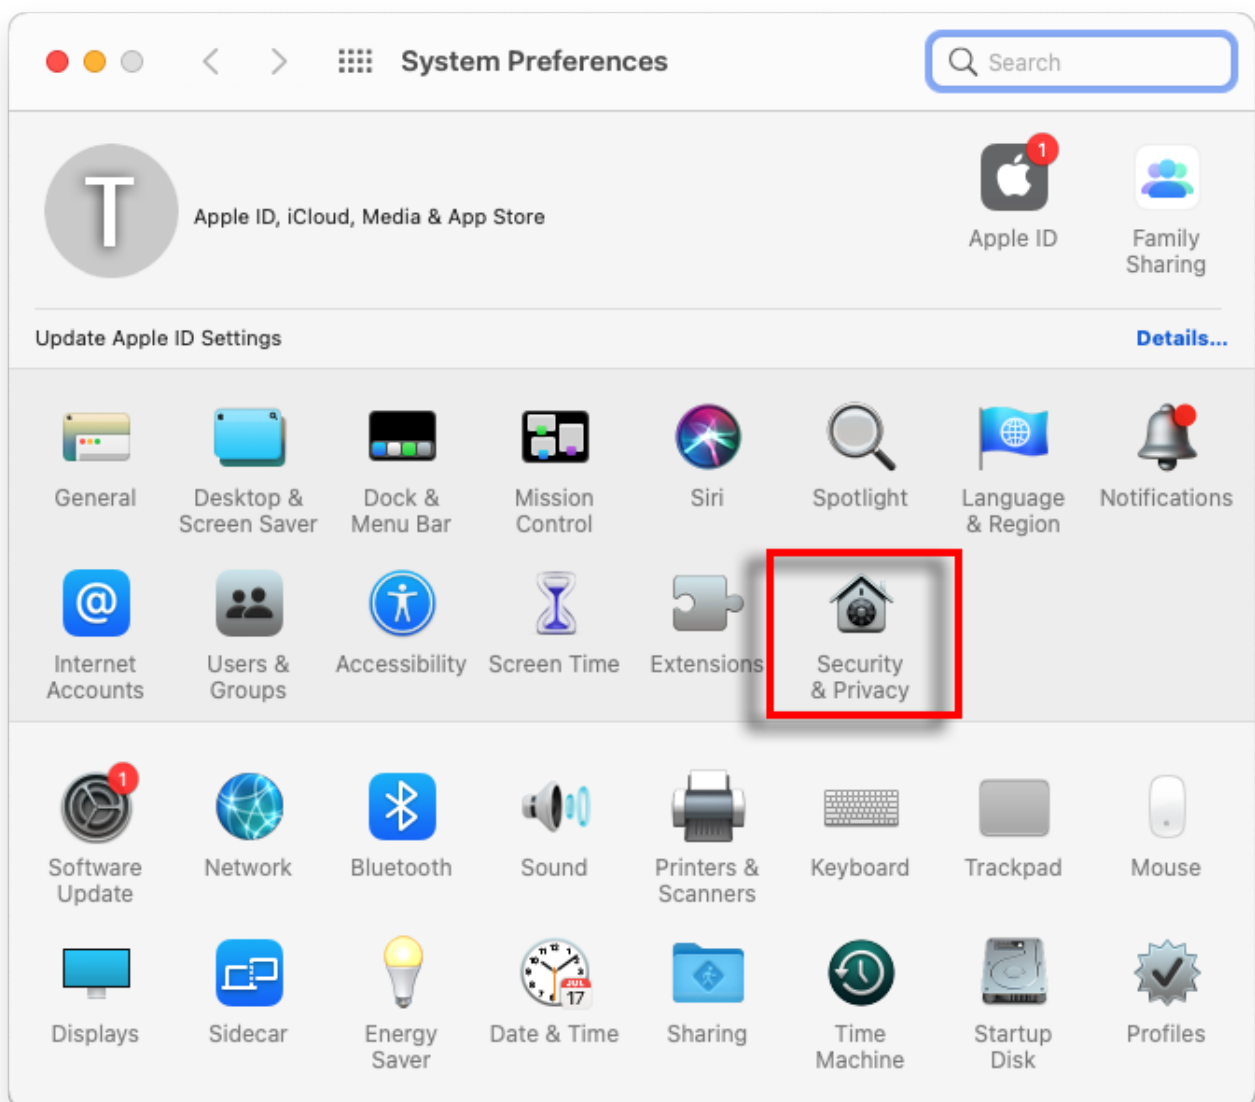 System Preferences
Search
T
Apple ID, iCloud, Media & App Store
1
Apple ID
Family
Sharing
Update Apple ID Settings
Details...
General
Desktop &
Screen Saver
Dock &
Menu Bar
Mission
Control
Siri
Spotlight
Language
& Region
Notifications
@
Internet
Accounts
Users &
Groups
Accessibility
Screen Time
Extensions
Security
& Privacy
1
Software
Update
Network
Bluetooth
Sound
Printers &
Scanners
Keyboard
Trackpad
Mouse
Displays
Sidecar
Energy
Saver
JUL
17
Date & Time
Sharing
Time
Machine
Startup
Disk
Profiles